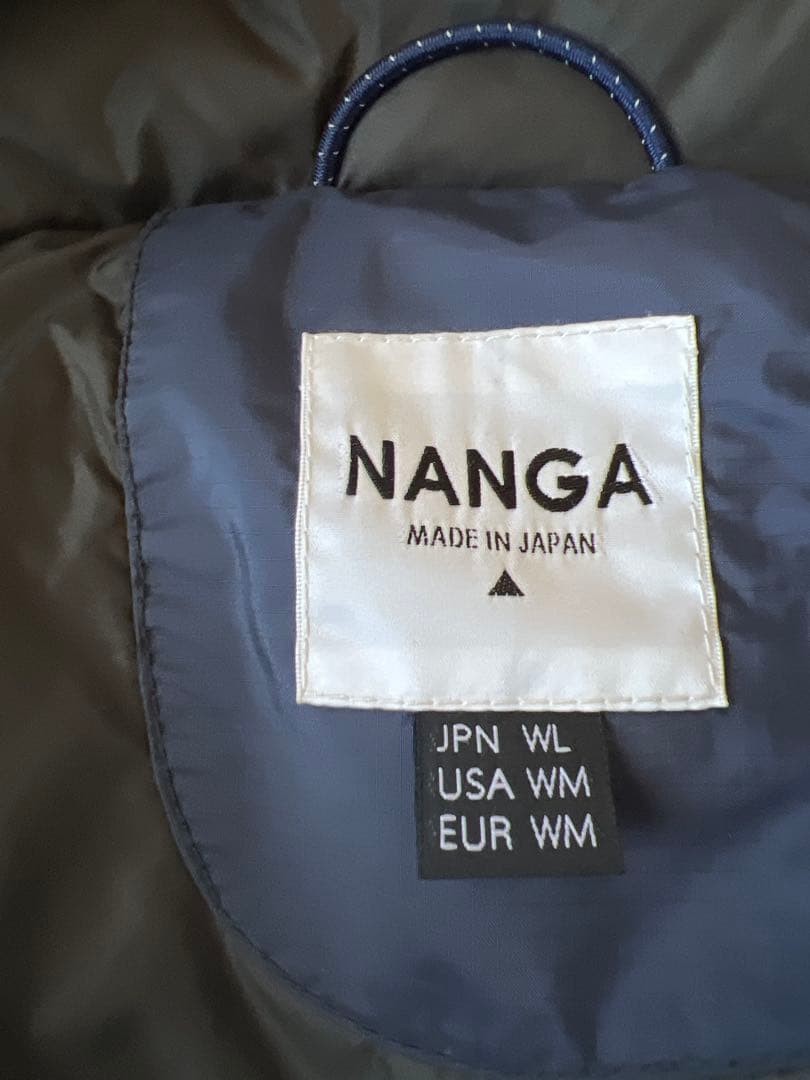 NANGA
MADE IN JAPAN
JPN WL
USA WM
EUR WM